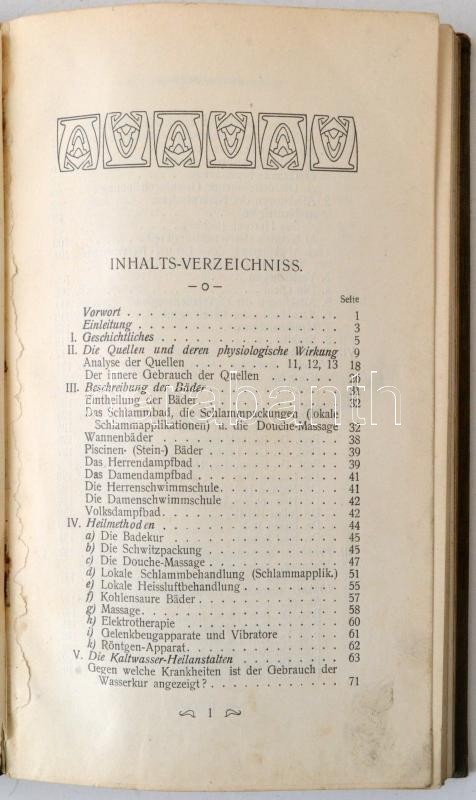 INHALTS-VERZEICHNISS.
Seite
Vorwort . . . . . . . . . . . . . . . . . 1
Einleitung . . . . . . . . . . . . . . . . 3
I. Geschichtliches . . . . . . . . . . . . . . 5
II. Die Quellen und deren physiologische Wirkung 9
Analyse der Quellen . . . . . . . . 11, 12, 13 18
Der innere Gebrauch der Quellen . . . . . . . 30
III. Beschreibung der Bäder . . . . . . . . . . . 31
Eintheilung der Bäder . . . . . . . . . . . . 32
Das Schlammbad, die Schlammpackungen (lokale
Schlammapplikationen) u. die Douche-Massage 32
Wannenbäder . . . . . . . . . . . . . . . 38
Piscinen- (Stein-) Bäder . . . . . . . . . . . 39
Das Herrendampfbad . . . . . . . . . . . . 39
Das Damendampfbad . . . . . . . . . . . . 41
Die Herrenschwimmschule . . . . . . . . . . 41
Die Damenschwimmschule . . . . . . . . . . 42
Volksdampfbad . . . . . . . . . . . . . . . 42
IV. Heilmethoden . . . . . . . . . . . . . . . 44
a) Die Badekur . . . . . . . . . . . . . . 45
b) Die Schwitzpackung . . . . . . . . . . . 45
c) Die Douche-Massage . . . . . . . . . . . 47
d) Lokale Schlammbehandlung (Schlammapplik.) 51
e) Lokale Heissluftbehandlung . . . . . . . . 55
f) Kohlensaure Bäder . . . . . . . . . . . . 57
g) Massage . . . . . . . . . . . . . . . . 58
h) Elektrotherapie . . . . . . . . . . . . . 60
i) Gelenkbeugapparate und Vibratore . . . . . 61
k) Röntgen-Apparat . . . . . . . . . . . . . 62
V. Die Kaltwasser-Heilanstalten . . . . . . . . . 63
Gegen welche Krankheiten ist der Gebrauch der
Wasserkur angezeigt? . . . . . . . . . . . 71
1
darabanth